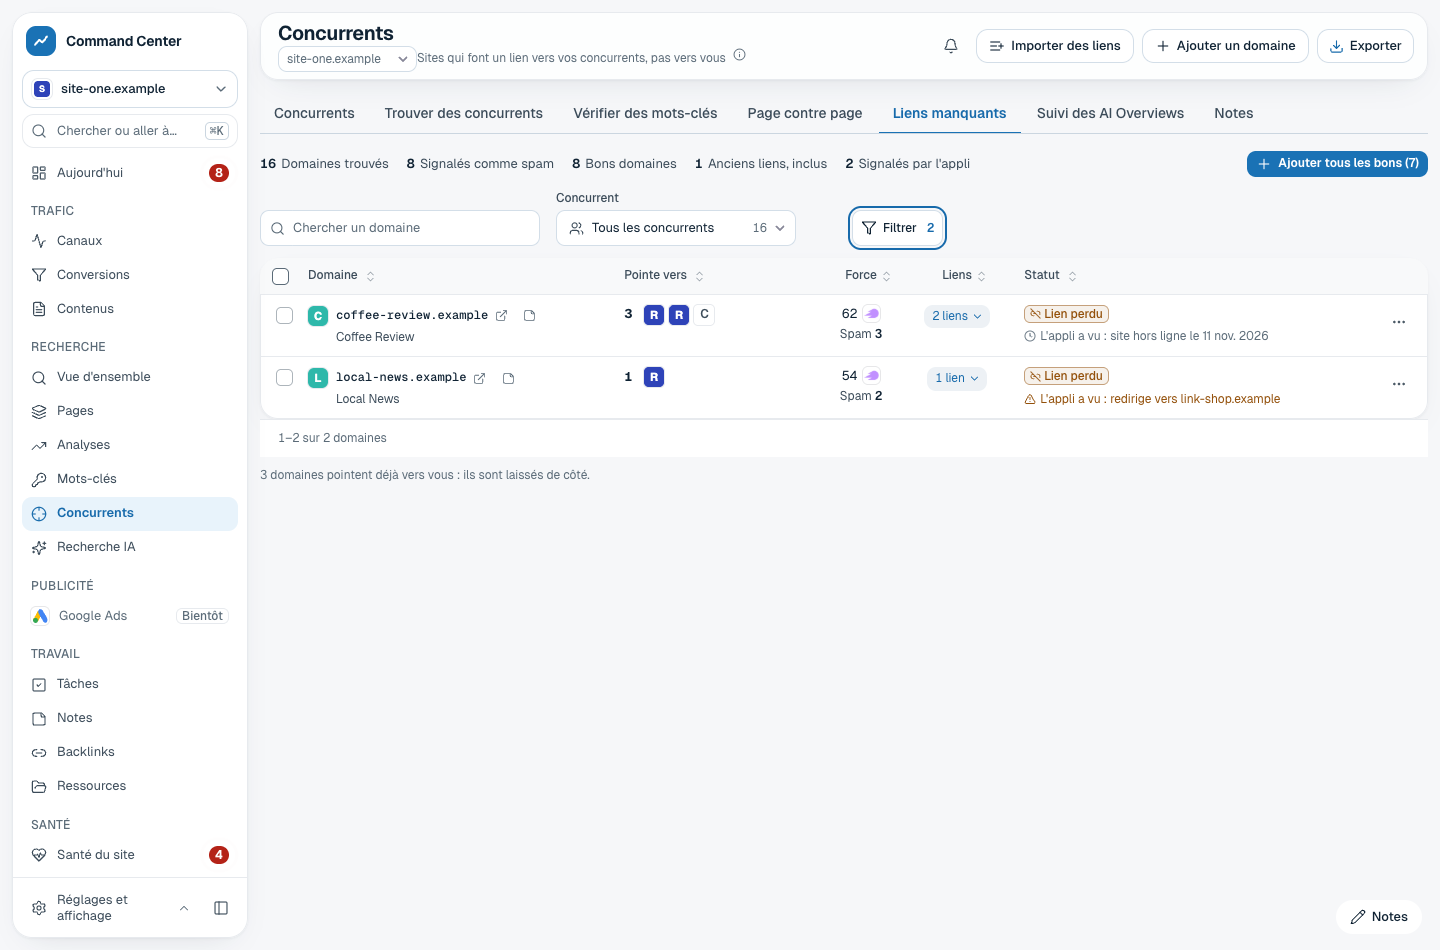 Command Center
S site-one.example
Chercher ou aller à… ⌘K
Aujourd'hui 8
TRAFIC
Canaux
Conversions
Contenus
RECHERCHE
Vue d'ensemble
Pages
Analyses
Mots-clés
Concurrents
Recherche IA
PUBLICITÉ
Google Ads Bientôt
TRAVAIL
Tâches
Notes
Backlinks
Ressources
SANTÉ
Santé du site 4
Réglages et
affichage
Concurrents
site-one.example Sites qui font un lien vers vos concurrents, pas vers vous
Importer des liens
Ajouter un domaine
Exporter
Concurrents Trouver des concurrents Vérifier des mots-clés Page contre page Liens manquants Suivi des AI Overviews Notes
16 Domaines trouvés 8 Signalés comme spam 8 Bons domaines 1 Anciens liens, inclus 2 Signalés par l'appli
Ajouter tous les bons (7)
Concurrent
Chercher un domaine
Tous les concurrents 16
Filtrer 2
Domaine Pointe vers Force Liens Statut
C coffee-review.example 3 R R C 62 2 liens Lien perdu
Coffee Review Spam 3 L'appli a vu : site hors ligne le 11 nov. 2026
L local-news.example 1 R 54 1 lien Lien perdu
Local News Spam 2 L'appli a vu : redirige vers link-shop.example
1–2 sur 2 domaines
3 domaines pointent déjà vers vous : ils sont laissés de côté.
Notes